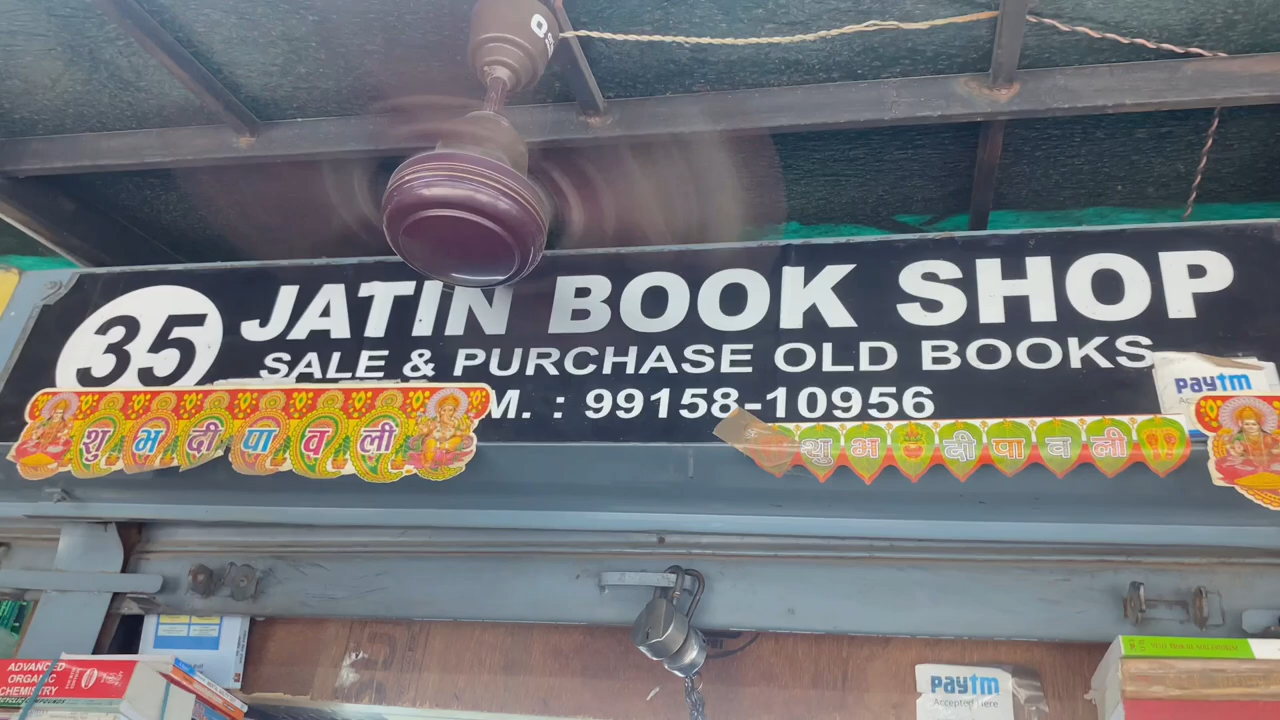 35
JATIN BOOK SHOP
SALE & PURCHASE OLD BOOKS
M. : 99158-10956
paytm
शुभ दीपावली
शुभ दीपावली
ADVANCED
ORGANIC
CHEMISTRY
paytm
Accepted Here